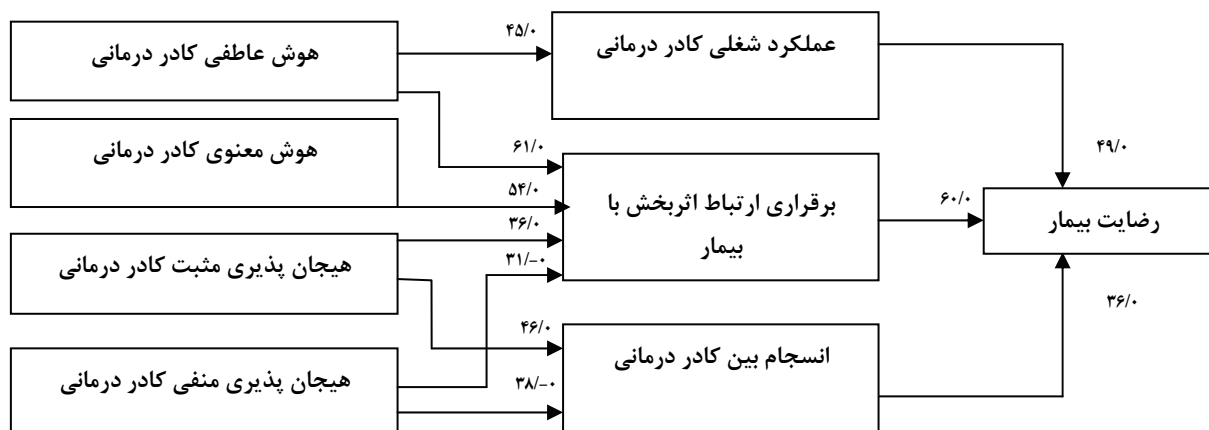 هوش عاطفی کادر درمانی
۴۵/۰
عملکرد شغلی کادر درمانی
هوش معنوی کادر درمانی
۶۱/۰
۴۹/۰
۵۴/۰
برقراری ارتباط اثربخش با
بیمار
۶۰/۰
رضایت بیمار
۳۶/۰
هیجان پذیری مثبت کادر درمانی
۳۱/-۰
۳۶/۰
۴۶/۰
انسجام بین کادر درمانی
هیجان پذیری منفی کادر درمانی
۳۸/-۰